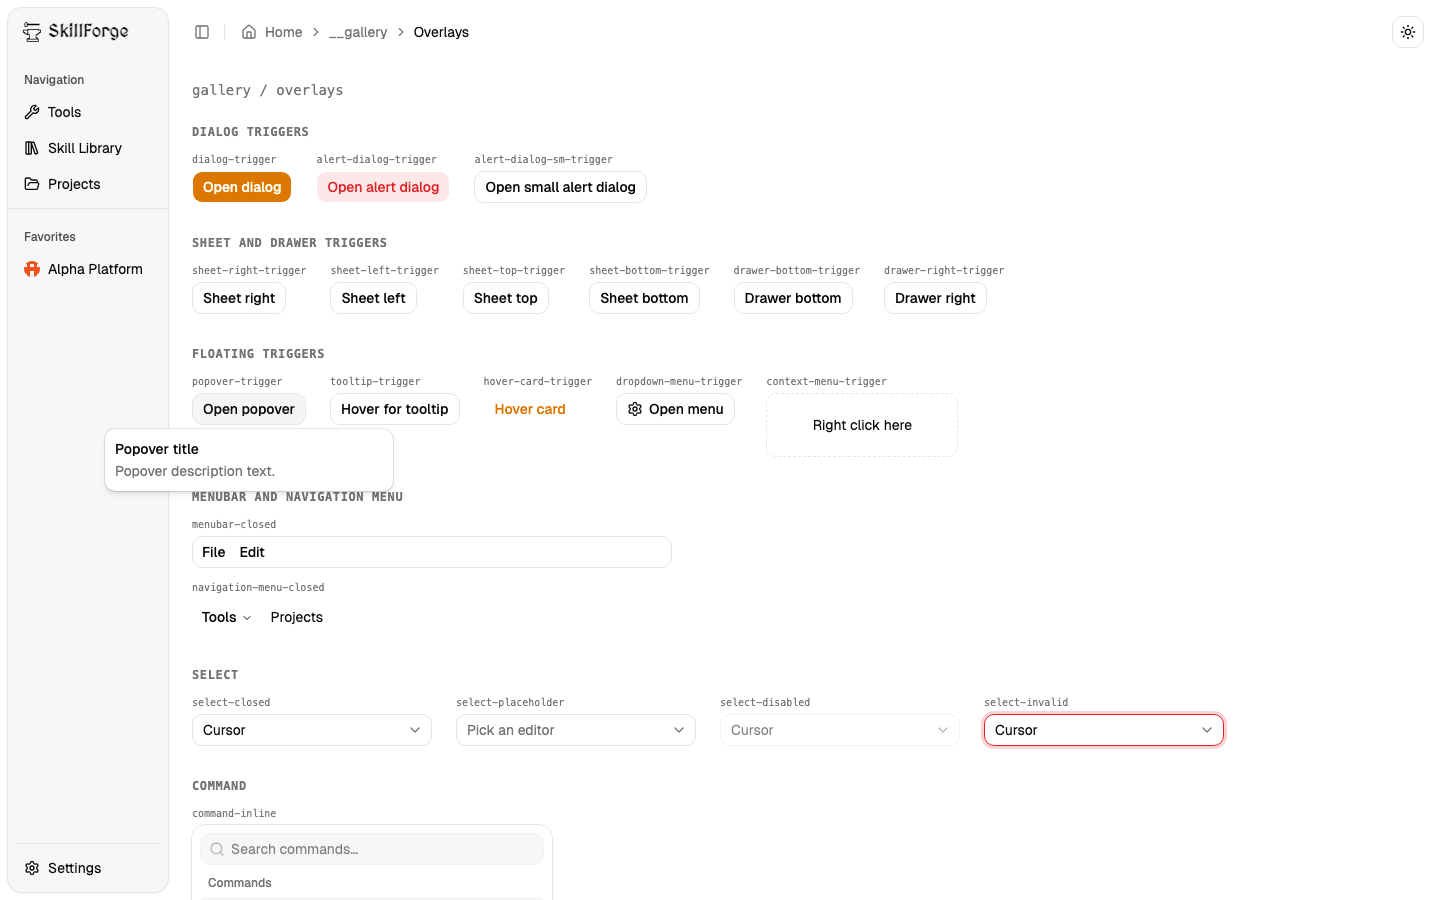 SkillForge
Navigation
Tools
Skill Library
Projects
Favorites
Alpha Platform
Settings
Home > __gallery > Overlays
gallery / overlays
DIALOG TRIGGERS
dialog-trigger alert-dialog-trigger alert-dialog-sm-trigger
Open dialog Open alert dialog Open small alert dialog
SHEET AND DRAWER TRIGGERS
sheet-right-trigger sheet-left-trigger sheet-top-trigger sheet-bottom-trigger drawer-bottom-trigger drawer-right-trigger
Sheet right Sheet left Sheet top Sheet bottom Drawer bottom Drawer right
FLOATING TRIGGERS
popover-trigger tooltip-trigger hover-card-trigger dropdown-menu-trigger context-menu-trigger
Open popover Hover for tooltip Hover card Open menu Right click here
Popover title
Popover description text.
MENUBAR AND NAVIGATION MENU
menubar-closed
File Edit
navigation-menu-closed
Tools Projects
SELECT
select-closed select-placeholder select-disabled select-invalid
Cursor Pick an editor Cursor Cursor
COMMAND
command-inline
Search commands…
Commands